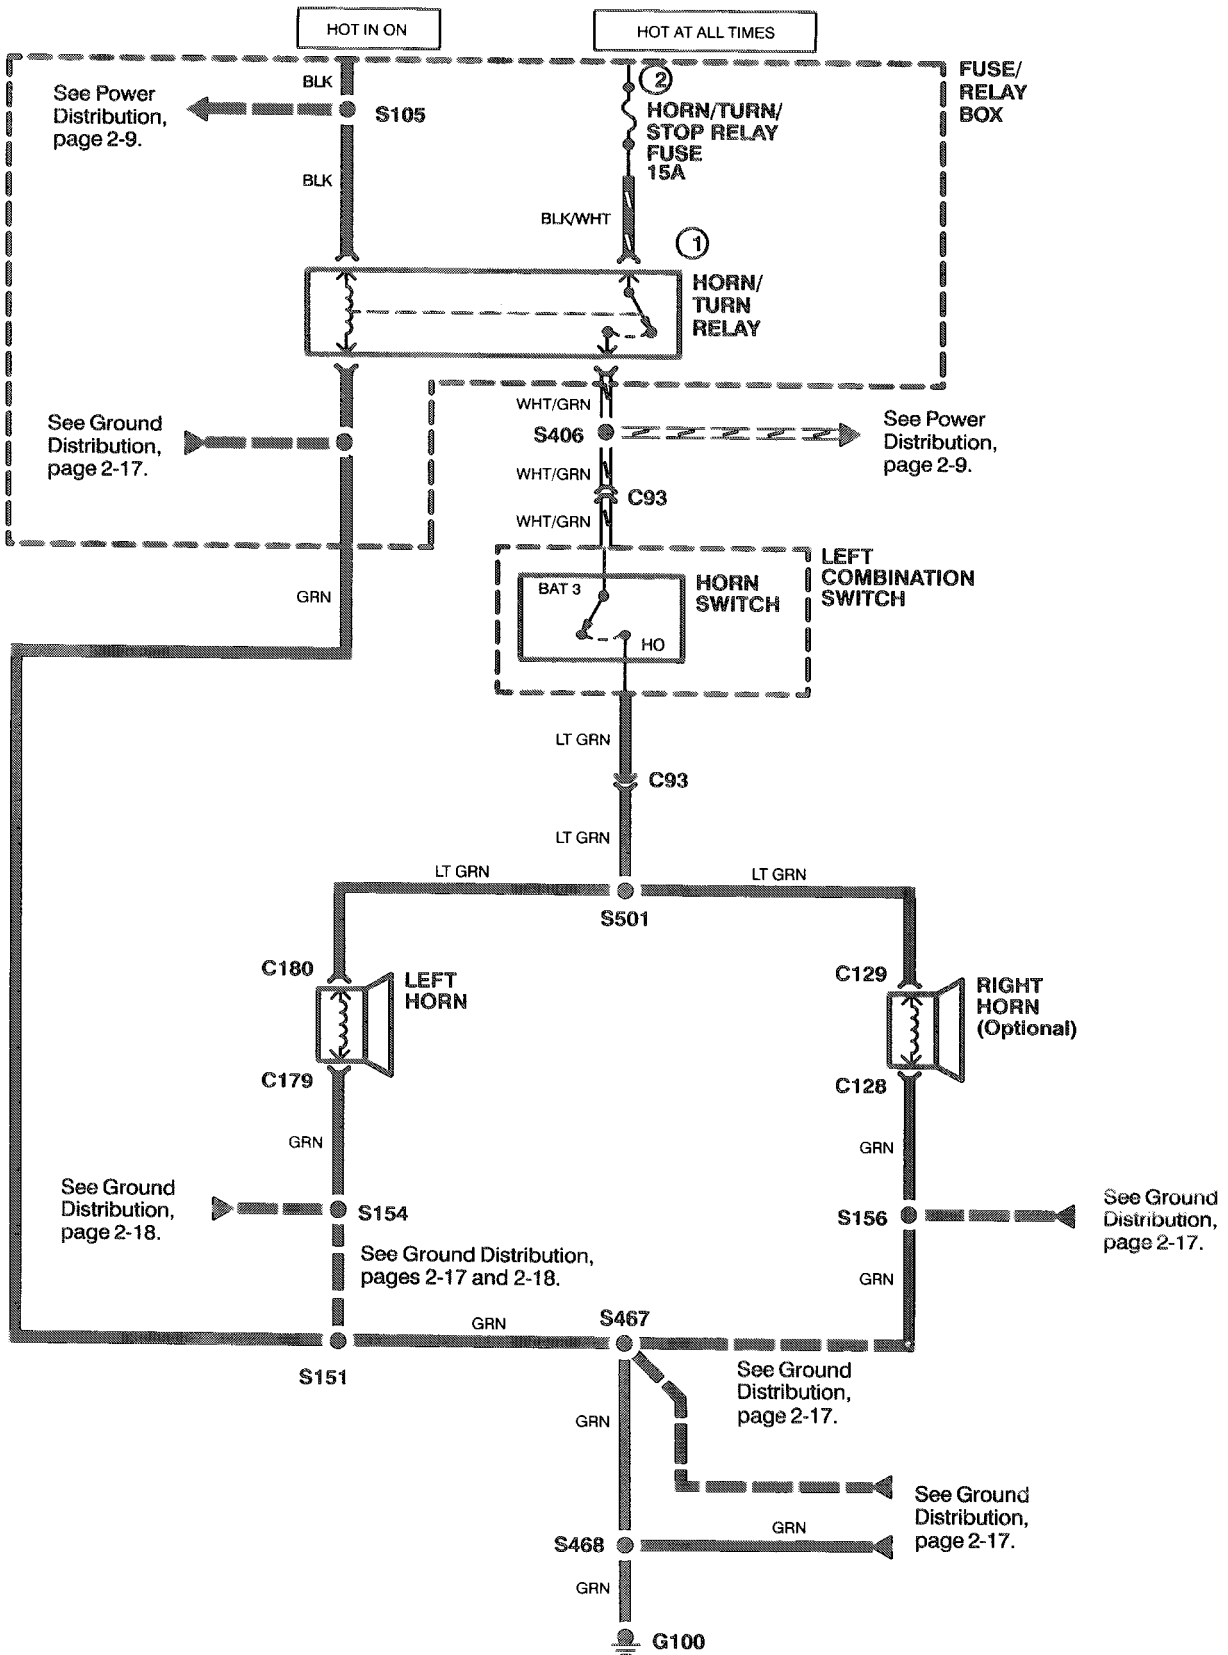 HOT IN ON
HOT AT ALL TIMES
FUSE/
RELAY
BOX
BLK
See Power
Distribution,
page 2-9.
S105
2
HORN/TURN/
STOP RELAY
FUSE
15A
BLK
BLK/WHT
1
HORN/
TURN
RELAY
WHT/GRN
See Ground
Distribution,
page 2-17.
S406
See Power
Distribution,
page 2-9.
WHT/GRN
C93
WHT/GRN
LEFT
COMBINATION
SWITCH
BAT 3
HORN
SWITCH
HO
GRN
LT GRN
C93
LT GRN
LT GRN
LT GRN
S501
C180
LEFT
HORN
C129
RIGHT
HORN
(Optional)
C179
C128
GRN
GRN
See Ground
Distribution,
page 2-18.
S154
S156
See Ground
Distribution,
page 2-17.
See Ground Distribution,
pages 2-17 and 2-18.
GRN
GRN
S467
S151
See Ground
Distribution,
page 2-17.
GRN
See Ground
Distribution,
page 2-17.
GRN
S468
GRN
G100